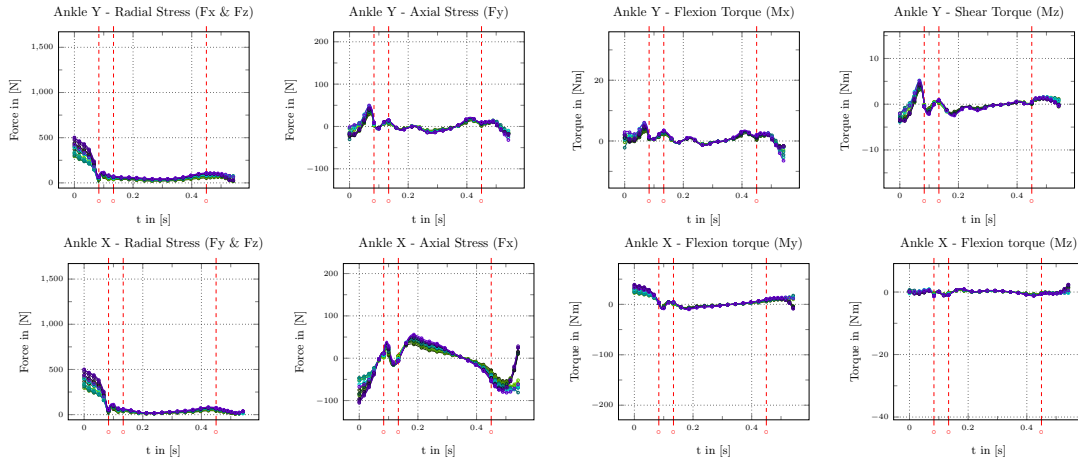 Ankle Y - Radial Stress (Fx & Fz)
1,500
1,000
500
0
Force in [N]
0
0.2
0.4
t in [s]
Ankle Y - Axial Stress (Fy)
200
100
0
−100
Force in [N]
0
0.2
0.4
t in [s]
Ankle Y - Flexion Torque (Mx)
20
0
Torque in [Nm]
0
0.2
0.4
t in [s]
Ankle Y - Shear Torque (Mz)
10
0
−10
Torque in [Nm]
0
0.2
0.4
t in [s]
Ankle X - Radial Stress (Fy & Fz)
1,500
1,000
500
0
Force in [N]
0
0.2
0.4
t in [s]
Ankle X - Axial Stress (Fx)
200
100
0
−100
Force in [N]
0
0.2
0.4
t in [s]
Ankle X - Flexion torque (My)
0
−100
−200
Torque in [Nm]
0
0.2
0.4
t in [s]
Ankle X - Flexion torque (Mz)
0
−20
−40
Torque in [Nm]
0
0.2
0.4
t in [s]